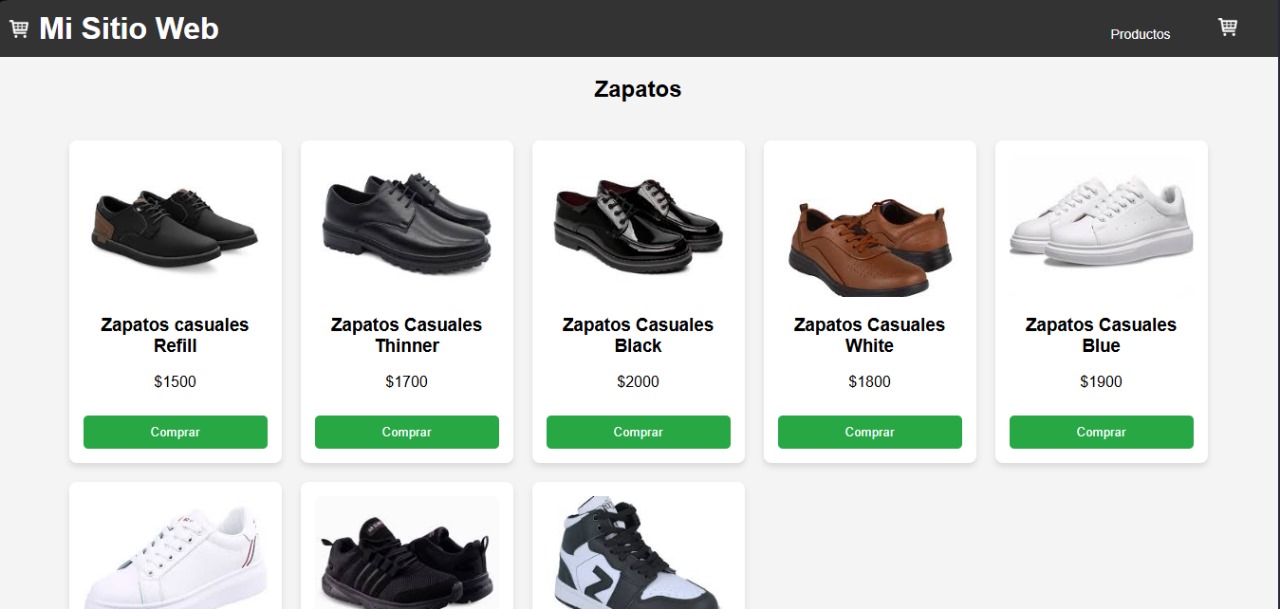 Mi Sitio Web
Productos
Zapatos
Zapatos casuales
Refill
$1500
Comprar
Zapatos Casuales
Thinner
$1700
Comprar
Zapatos Casuales
Black
$2000
Comprar
Zapatos Casuales
White
$1800
Comprar
Zapatos Casuales
Blue
$1900
Comprar